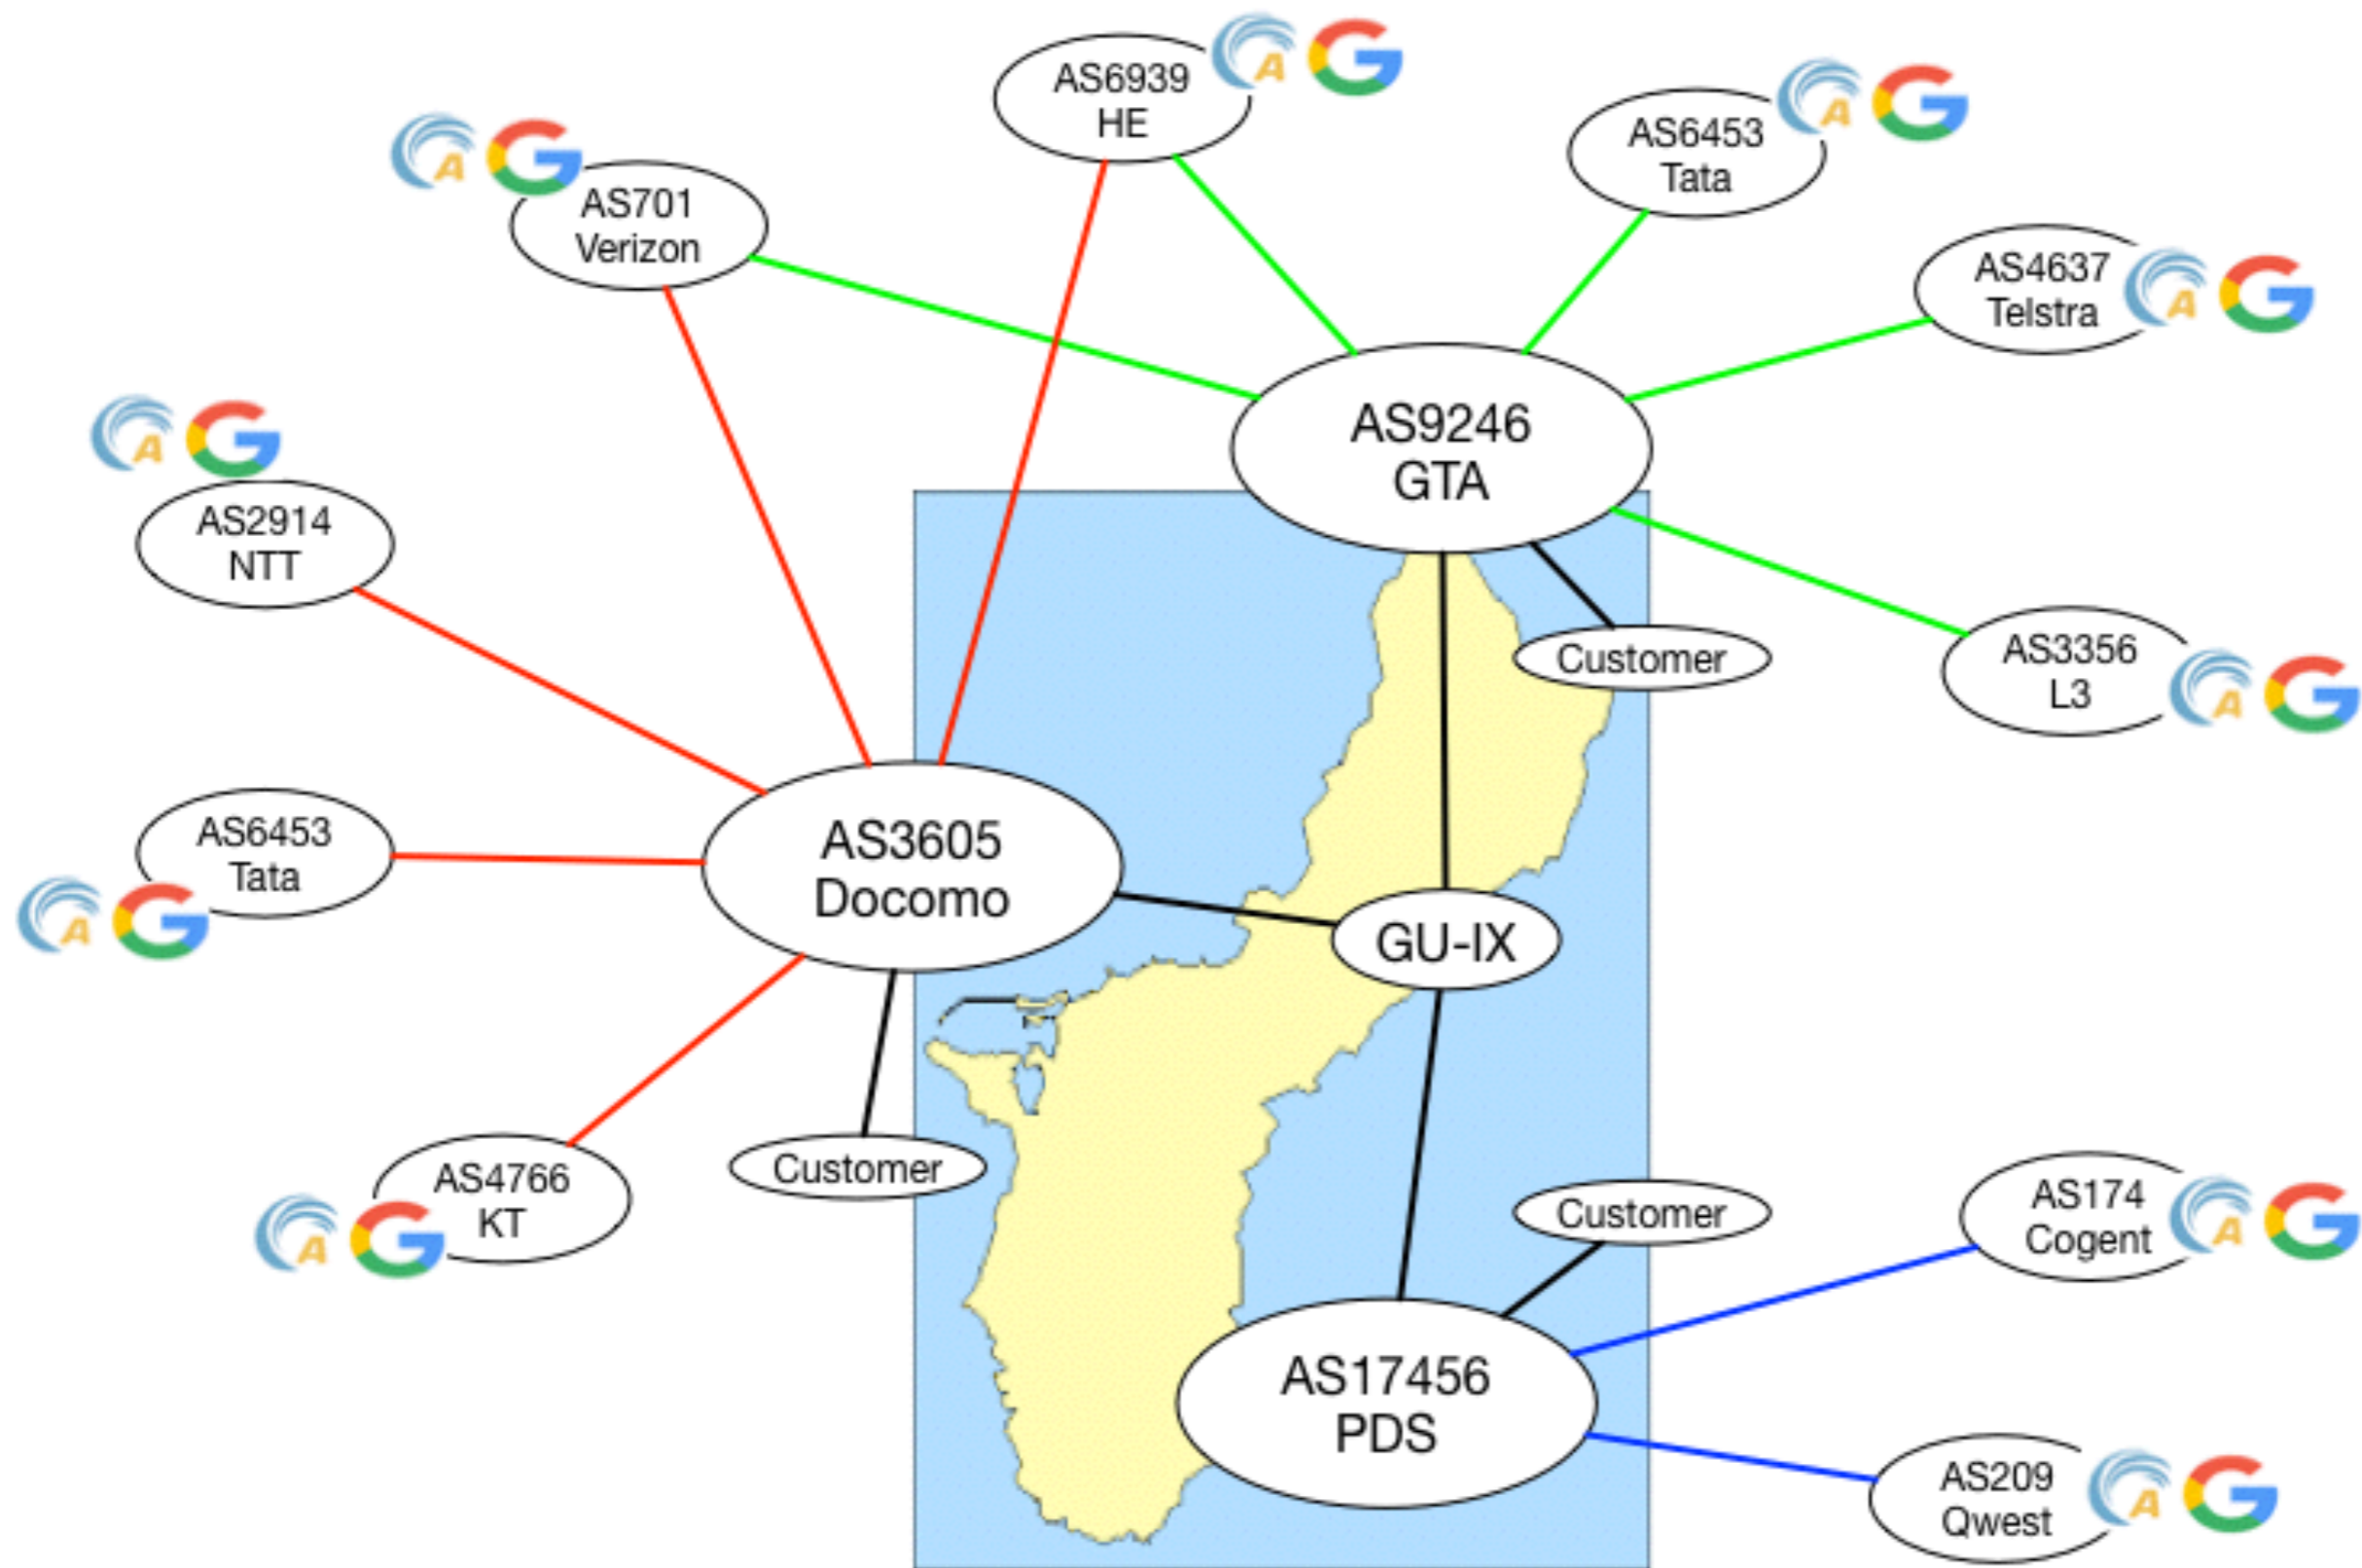 AS6939
HE
AS6453
Tata
AS701
Verizon
AS4637
Telstra
AS9246
GTA
AS2914
NTT
Customer
AS3356
L3
AS6453
Tata
AS3605
Docomo
GU-IX
AS4766
KT
Customer
Customer
AS174
Cogent
AS17456
PDS
AS209
Qwest